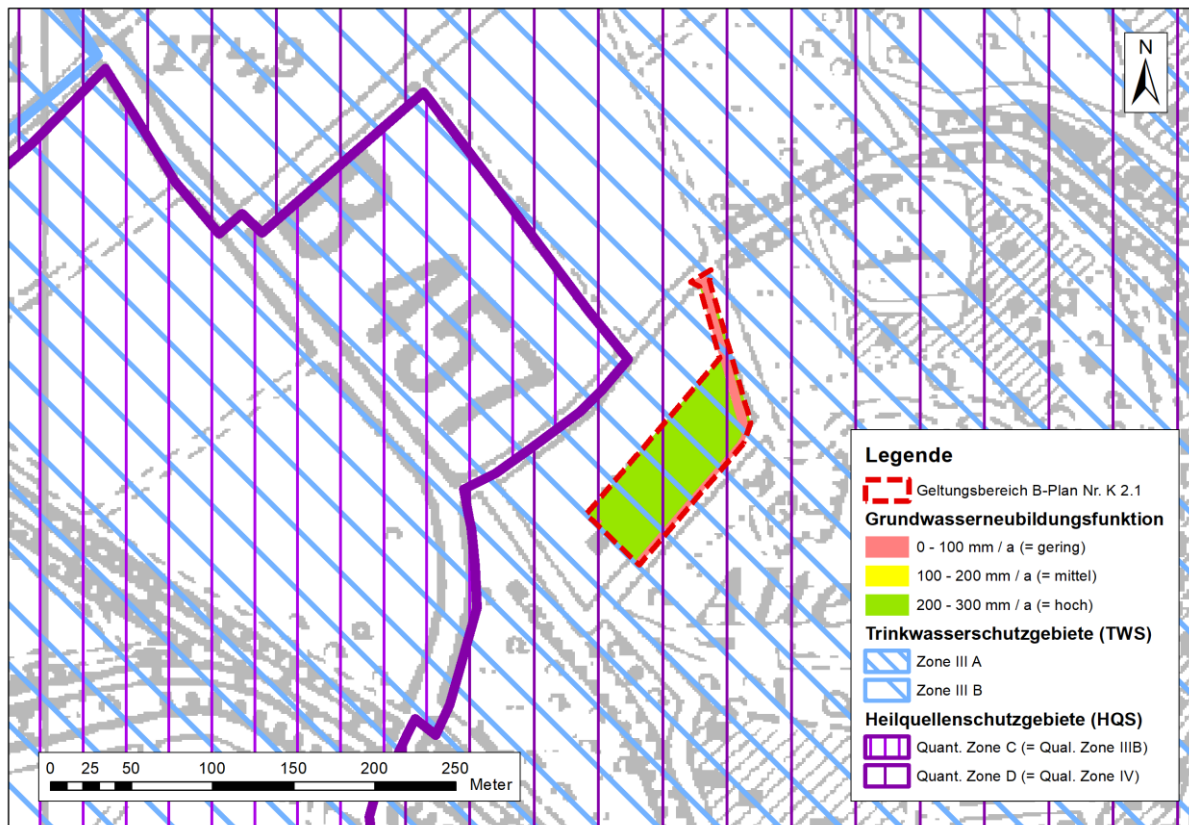 1749
N
Legende
Geltungsbereich B-Plan Nr. K 2.1
Grundwasserneubildungsfunktion
0 - 100 mm / a (= gering)
100 - 200 mm / a (= mittel)
200 - 300 mm / a (= hoch)
Trinkwasserschutzgebiete (TWS)
Zone III A
Zone III B
Heilquellenschutzgebiete (HQS)
Quant. Zone C (= Qual. Zone IIIB)
Quant. Zone D (= Qual. Zone IV)
0 25 50 100 150 200 250
Meter